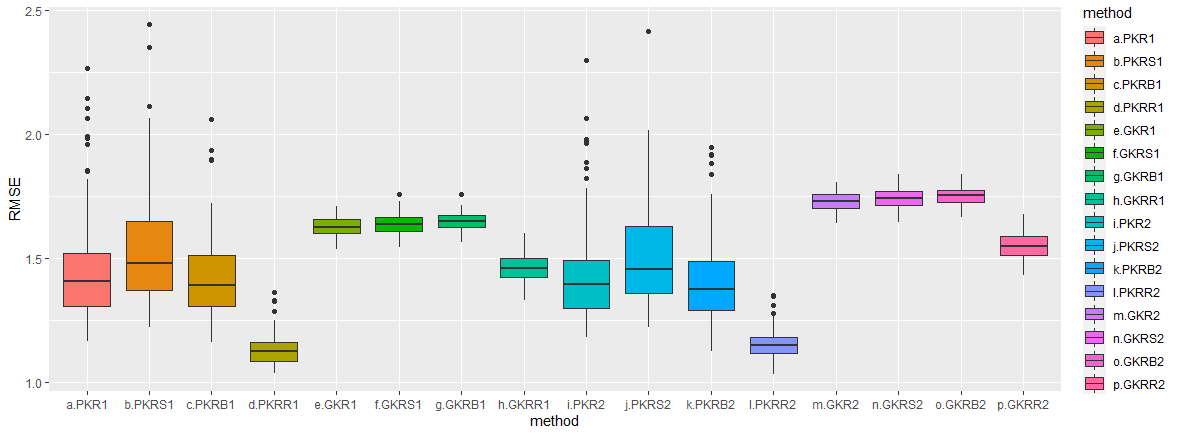 2.5
2.0
1.5
1.0
RMSE
a.PKR1 b.PKRS1 c.PKRB1 d.PKRR1 e.GKR1 f.GKRS1 g.GKRB1 h.GKRR1 i.PKR2 j.PKRS2 k.PKRB2 l.PKRR2 m.GKR2 n.GKRS2 o.GKRB2 p.GKRR2
method
method
a.PKR1
b.PKRS1
c.PKRB1
d.PKRR1
e.GKR1
f.GKRS1
g.GKRB1
h.GKRR1
i.PKR2
j.PKRS2
k.PKRB2
l.PKRR2
m.GKR2
n.GKRS2
o.GKRB2
p.GKRR2